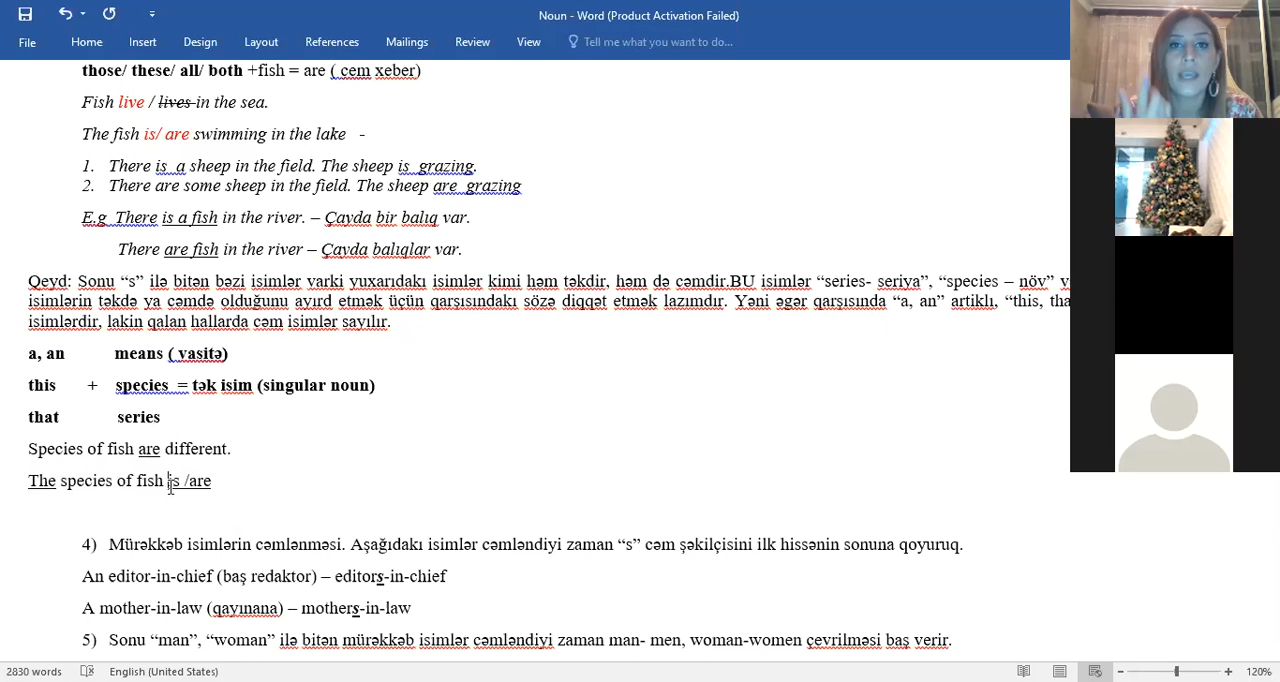 Noun - Word (Product Activation Failed)
File Home Insert Design Layout References Mailings Review View Tell me what you want to do...
those/ these/ all/ both +fish = are ( cem xeber)
Fish live / lives in the sea.
The fish is/ are swimming in the lake -
1. There is a sheep in the field. The sheep is grazing.
2. There are some sheep in the field. The sheep are grazing
E.g There is a fish in the river. – Çayda bir balıq var.
There are fish in the river – Çayda balıqlar var.
Qeyd: Sonu “s” ilə bitən bəzi isimlər varki yuxarıdakı isimlər kimi həm təkdir, həm də cəmdir.BU isimlər “series- seriya”, “species – növ”
isimlərin təkdə ya cəmdə olduğunu ayırd etmək üçün qarşısındakı sözə diqqət etmək lazımdır. Yəni əgər qarşısında “a, an” artiklı, “this,
isimlərdir, lakin qalan hallarda cəm isimlər sayılır.
a, an means ( vasitə)
this + species = tək isim (singular noun)
that series
Species of fish are different.
The species of fish is /are
4) Mürəkkəb isimlərin cəmlənməsi. Aşağıdakı isimlər cəmləndiyi zaman “s” cəm şəkilçisini ilk hissənin sonuna qoyuruq.
An editor-in-chief (baş redaktor) – editors-in-chief
A mother-in-law (qayınana) – mothers-in-law
5) Sonu “man”, “woman” ilə bitən mürəkkəb isimlər cəmləndiyi zaman man- men, woman-women çevrilməsi baş verir.
2830 words English (United States) 120%